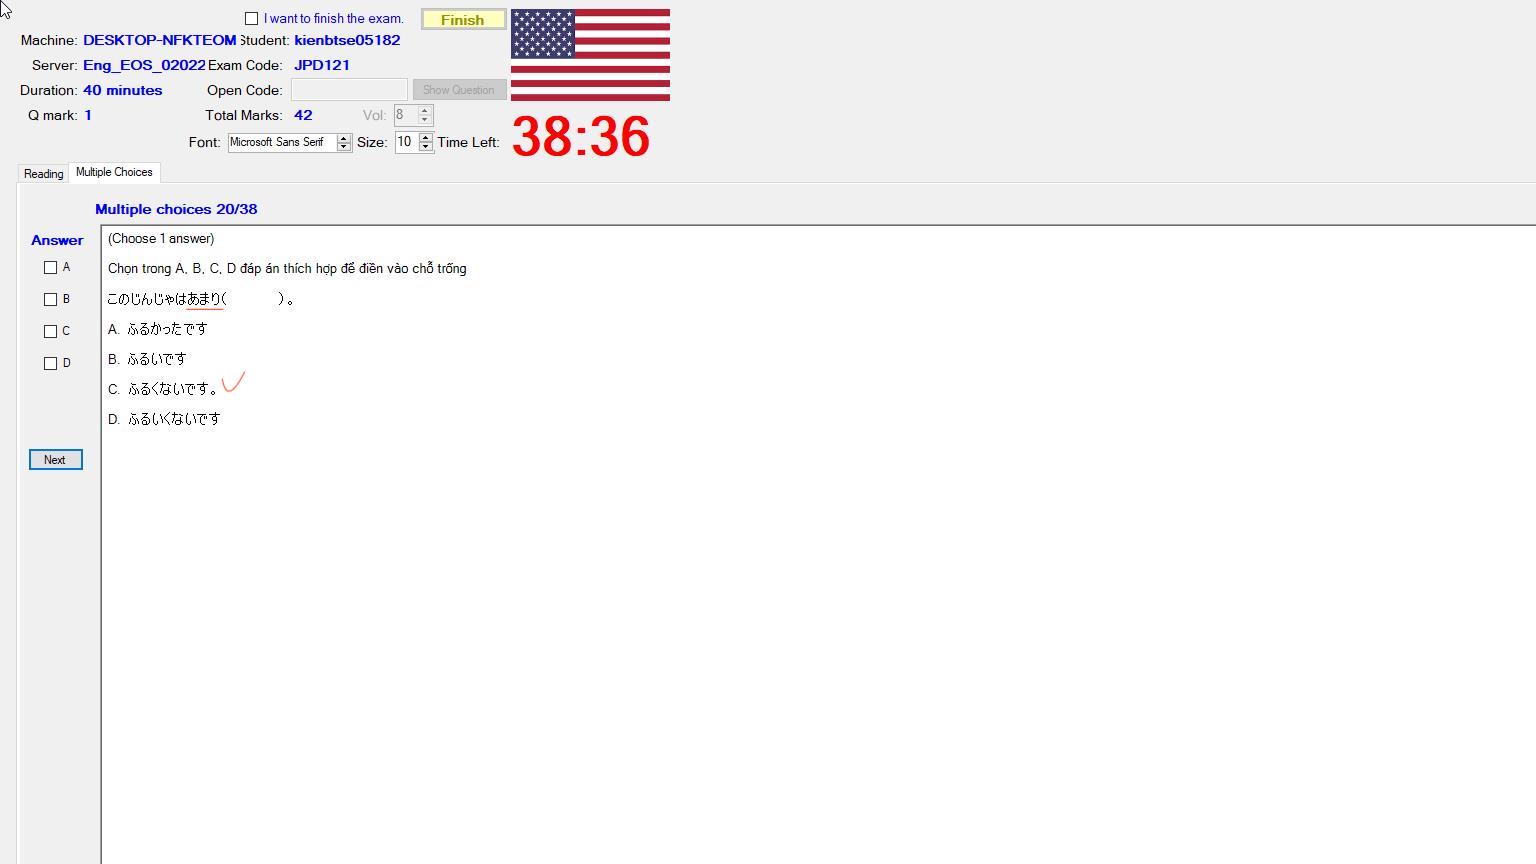 I want to finish the exam. Finish
Machine: DESKTOP-NFKTEOM Student: kienbtse05182
Server: Eng_EOS_02022 Exam Code: JPD121
Duration: 40 minutes Open Code: Show Question
Q mark: 1 Total Marks: 42 Vol: 8
Font: Microsoft Sans Serif Size: 10 Time Left: 38:36
Reading Multiple Choices
Multiple choices 20/38
Answer
A
B
C
D
Next
(Choose 1 answer)
Chọn trong A, B, C, D đáp án thích hợp để điền vào chỗ trống
このじんじゃはあまり( )。
A. ふるかったです
B. ふるいです
C. ふるくないです。
D. ふるいくないです